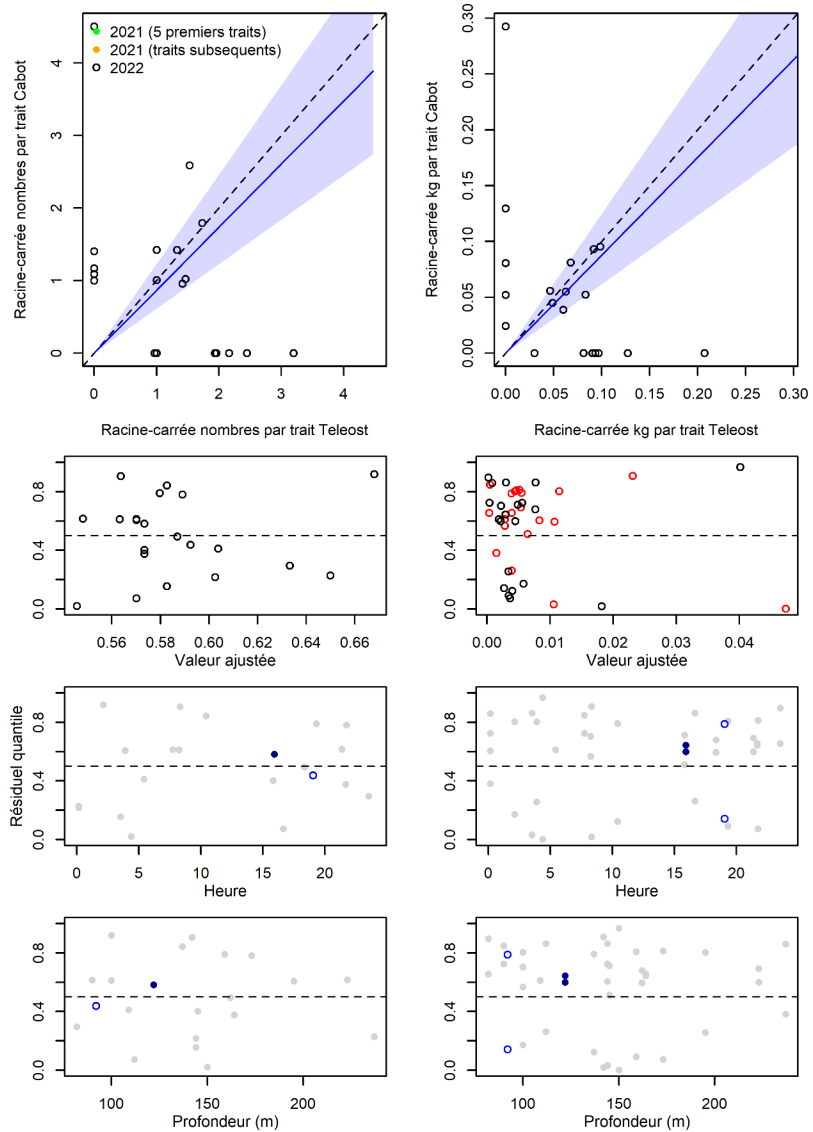 2021 (5 premiers traits)
2021 (traits subsequents)
2022
Racine-carrée nombres par trait Cabot
0 1 2 3 4
0 1 2 3 4
Racine-carrée nombres par trait Teleost
Racine-carrée kg par trait Cabot
0.00 0.05 0.10 0.15 0.20 0.25 0.30
0.00 0.05 0.10 0.15 0.20 0.25 0.30
Racine-carrée kg par trait Teleost
0.0 0.4 0.8
0.56 0.58 0.60 0.62 0.64 0.66
Valeur ajustée
0.0 0.4 0.8
0.00 0.01 0.02 0.03 0.04
Valeur ajustée
Résiduel quantile
0.0 0.4 0.8
0 5 10 15 20
Heure
0.0 0.4 0.8
0 5 10 15 20
Heure
0.0 0.4 0.8
100 150 200
Profondeur (m)
0.0 0.4 0.8
100 150 200
Profondeur (m)